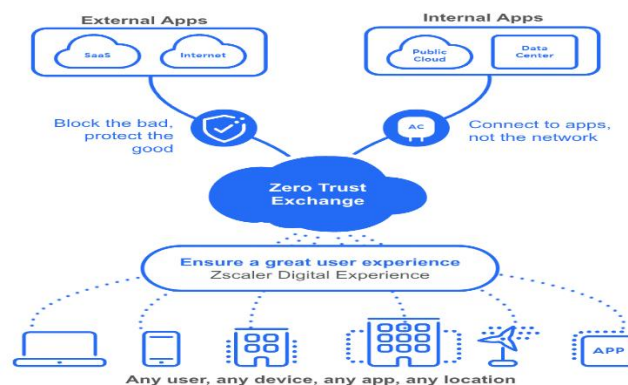 External Apps
Internal Apps
SaaS
Internet
Public
Cloud
Data
Center
Block the bad,
protect the
good
AC
Connect to apps,
not the network
Zero Trust
Exchange
Ensure a great user experience
Zscaler Digital Experience
APP
Any user, any device, any app, any location